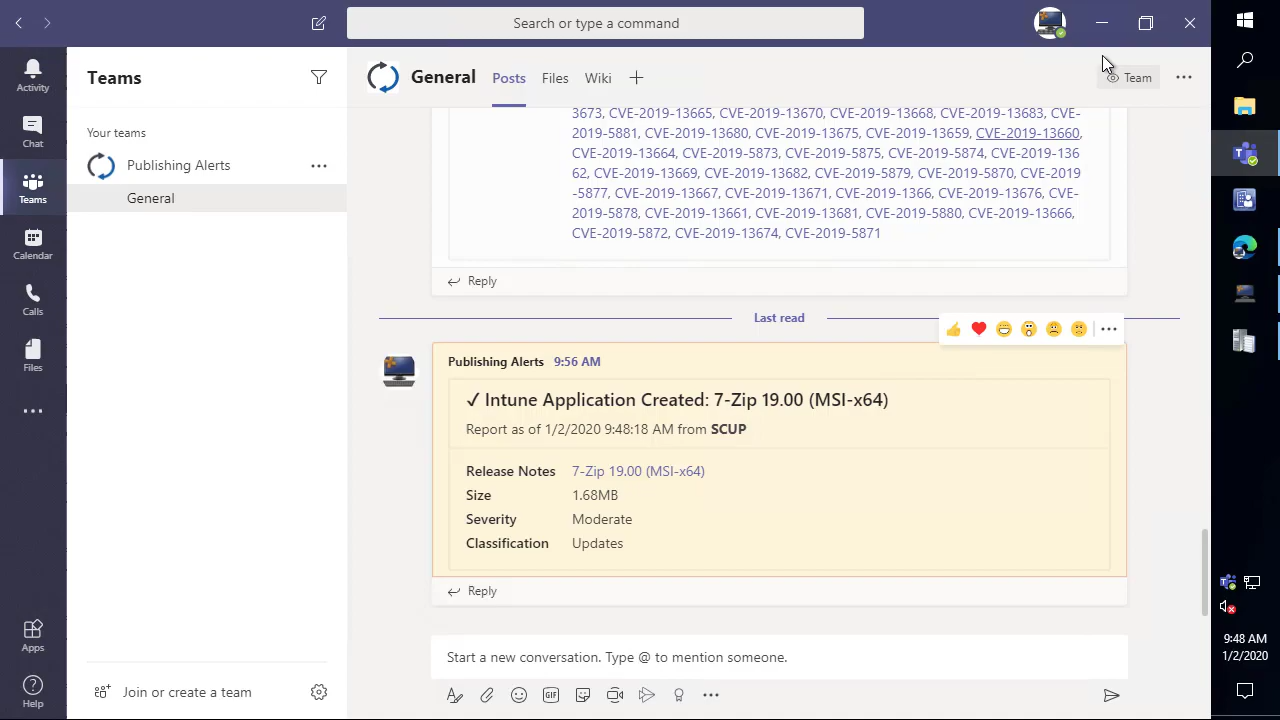 Search or type a command
Activity
Chat
Teams
Calendar
Calls
Files
Apps
Help
Teams
Your teams
Publishing Alerts
General
Join or create a team
General
Posts
Files
Wiki
Team
3673, CVE-2019-13665, CVE-2019-13670, CVE-2019-13668, CVE-2019-13683, CVE-
2019-5881, CVE-2019-13680, CVE-2019-13675, CVE-2019-13659, CVE-2019-13660,
CVE-2019-13664, CVE-2019-5873, CVE-2019-5875, CVE-2019-5874, CVE-2019-136
62, CVE-2019-13669, CVE-2019-13682, CVE-2019-5879, CVE-2019-5870, CVE-2019
-5877, CVE-2019-13667, CVE-2019-13671, CVE-2019-1366, CVE-2019-13676, CVE-
2019-5878, CVE-2019-13661, CVE-2019-13681, CVE-2019-5880, CVE-2019-13666,
CVE-2019-5872, CVE-2019-13674, CVE-2019-5871
Reply
Last read
Publishing Alerts 9:56 AM
✓ Intune Application Created: 7-Zip 19.00 (MSI-x64)
Report as of 1/2/2020 9:48:18 AM from SCUP
Release Notes 7-Zip 19.00 (MSI-x64)
Size 1.68MB
Severity Moderate
Classification Updates
Reply
Start a new conversation. Type @ to mention someone.
GIF
9:48 AM
1/2/2020